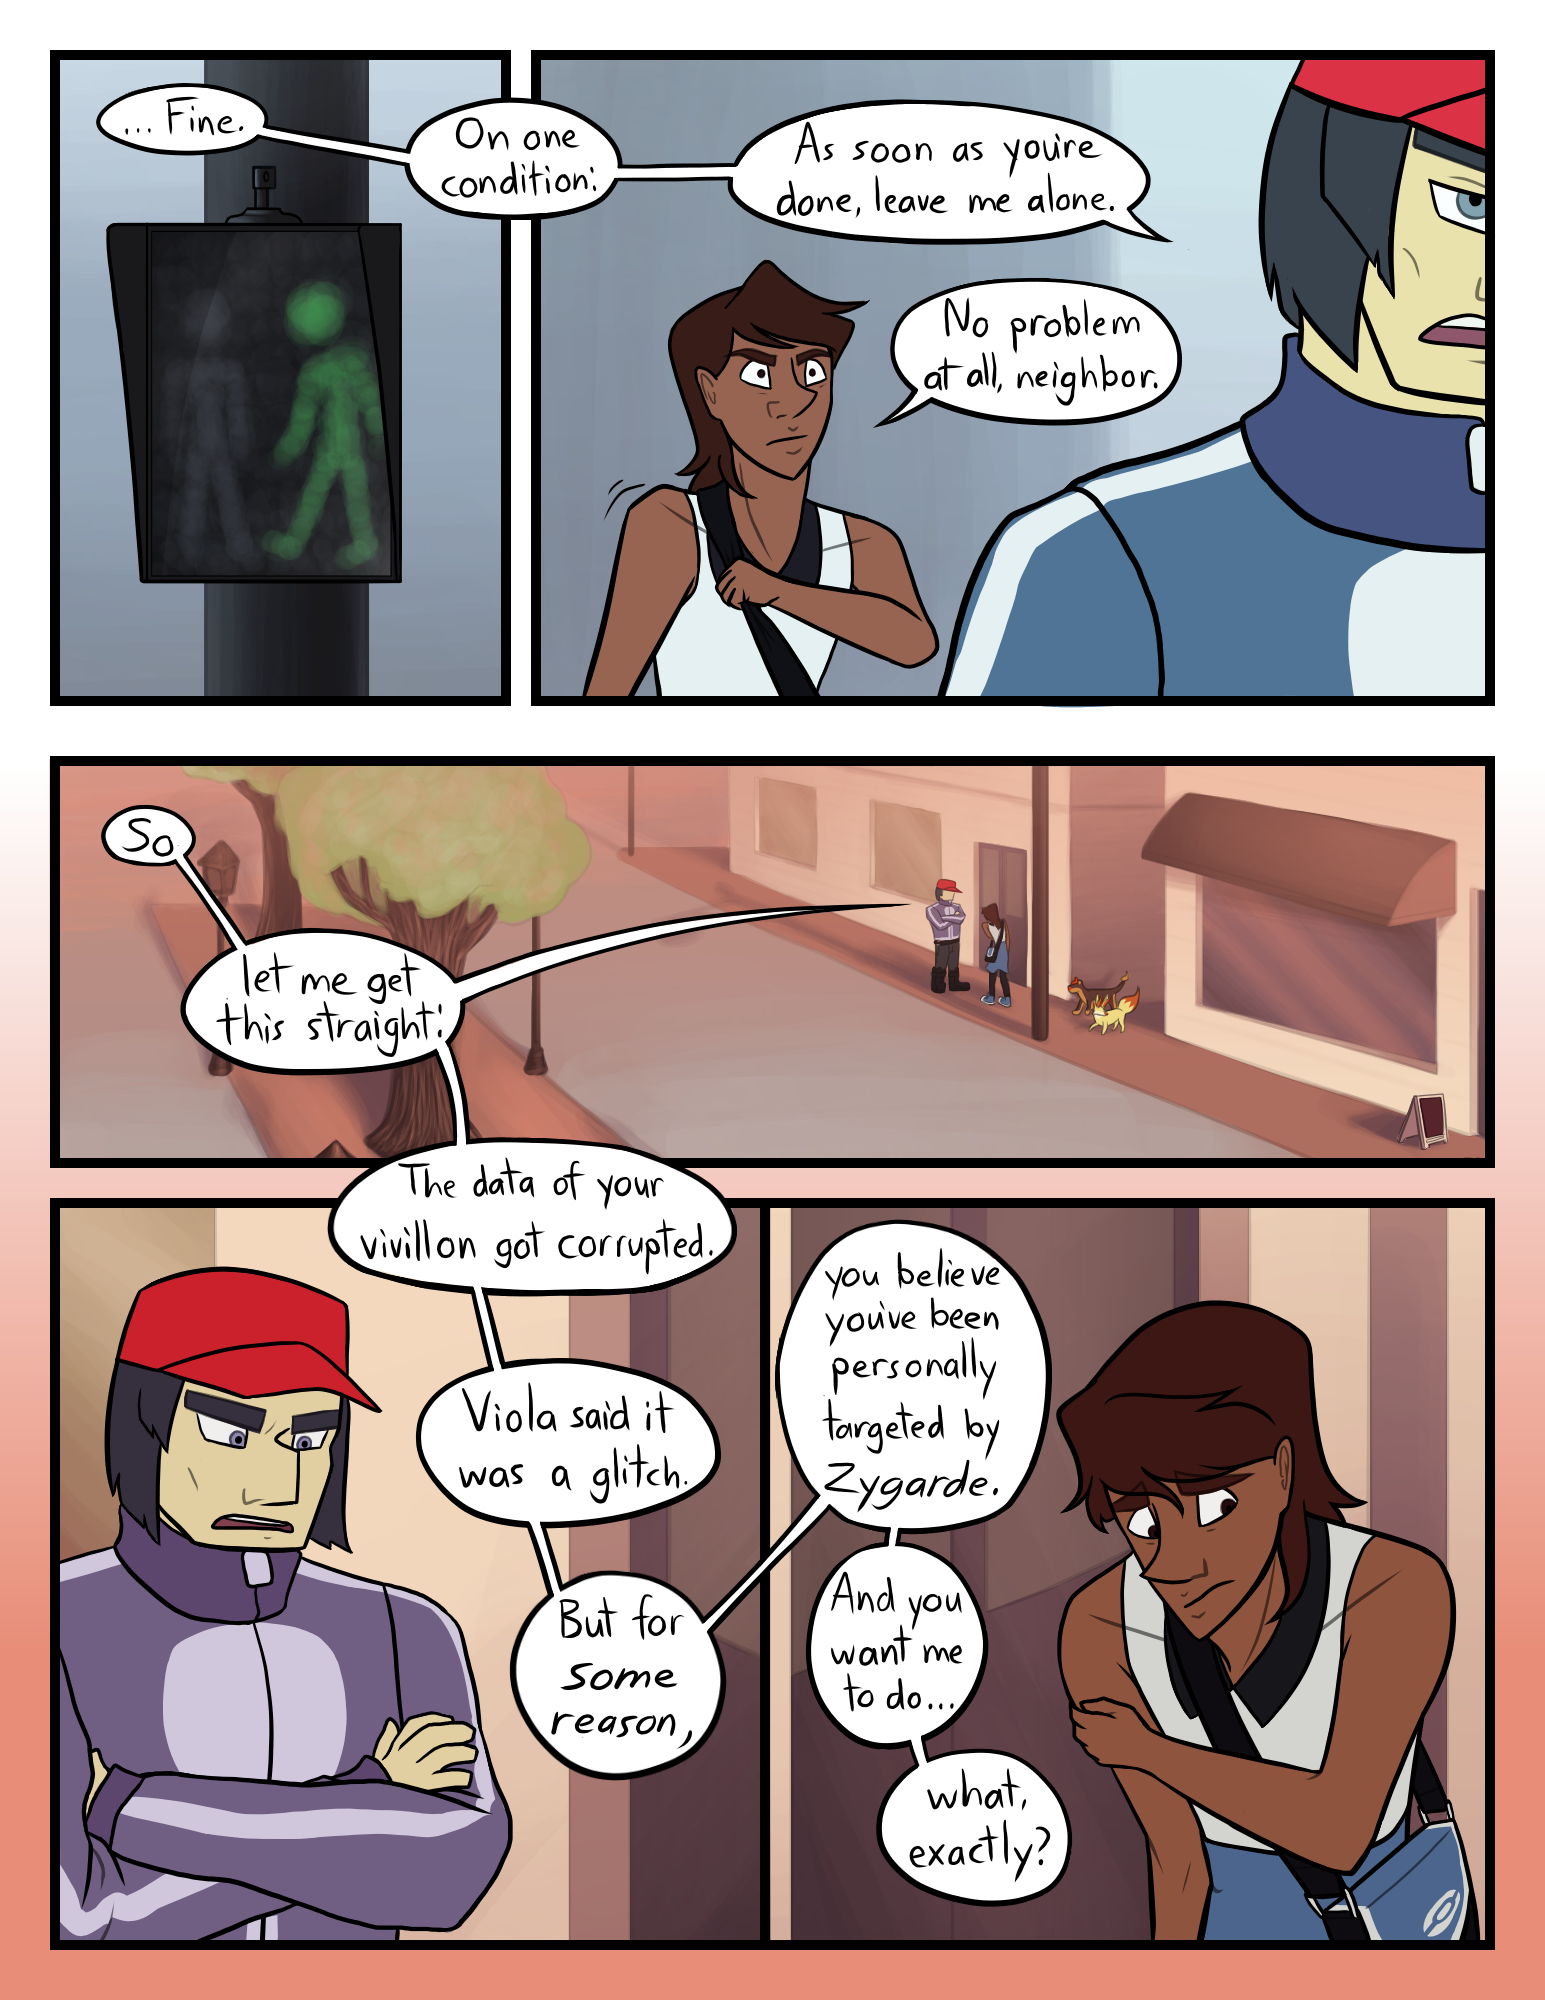 ... Fine.
On one
condition:
As soon as you're
done, leave me alone.
No problem
at all, neighbor.
So
let me get
this straight:
The data of your
vivillon got corrupted.
Viola said it
was a glitch.
But for
some
reason,
you believe
you've been
personally
targeted by
Zygarde.
And you
want me
to do...
what,
exactly?